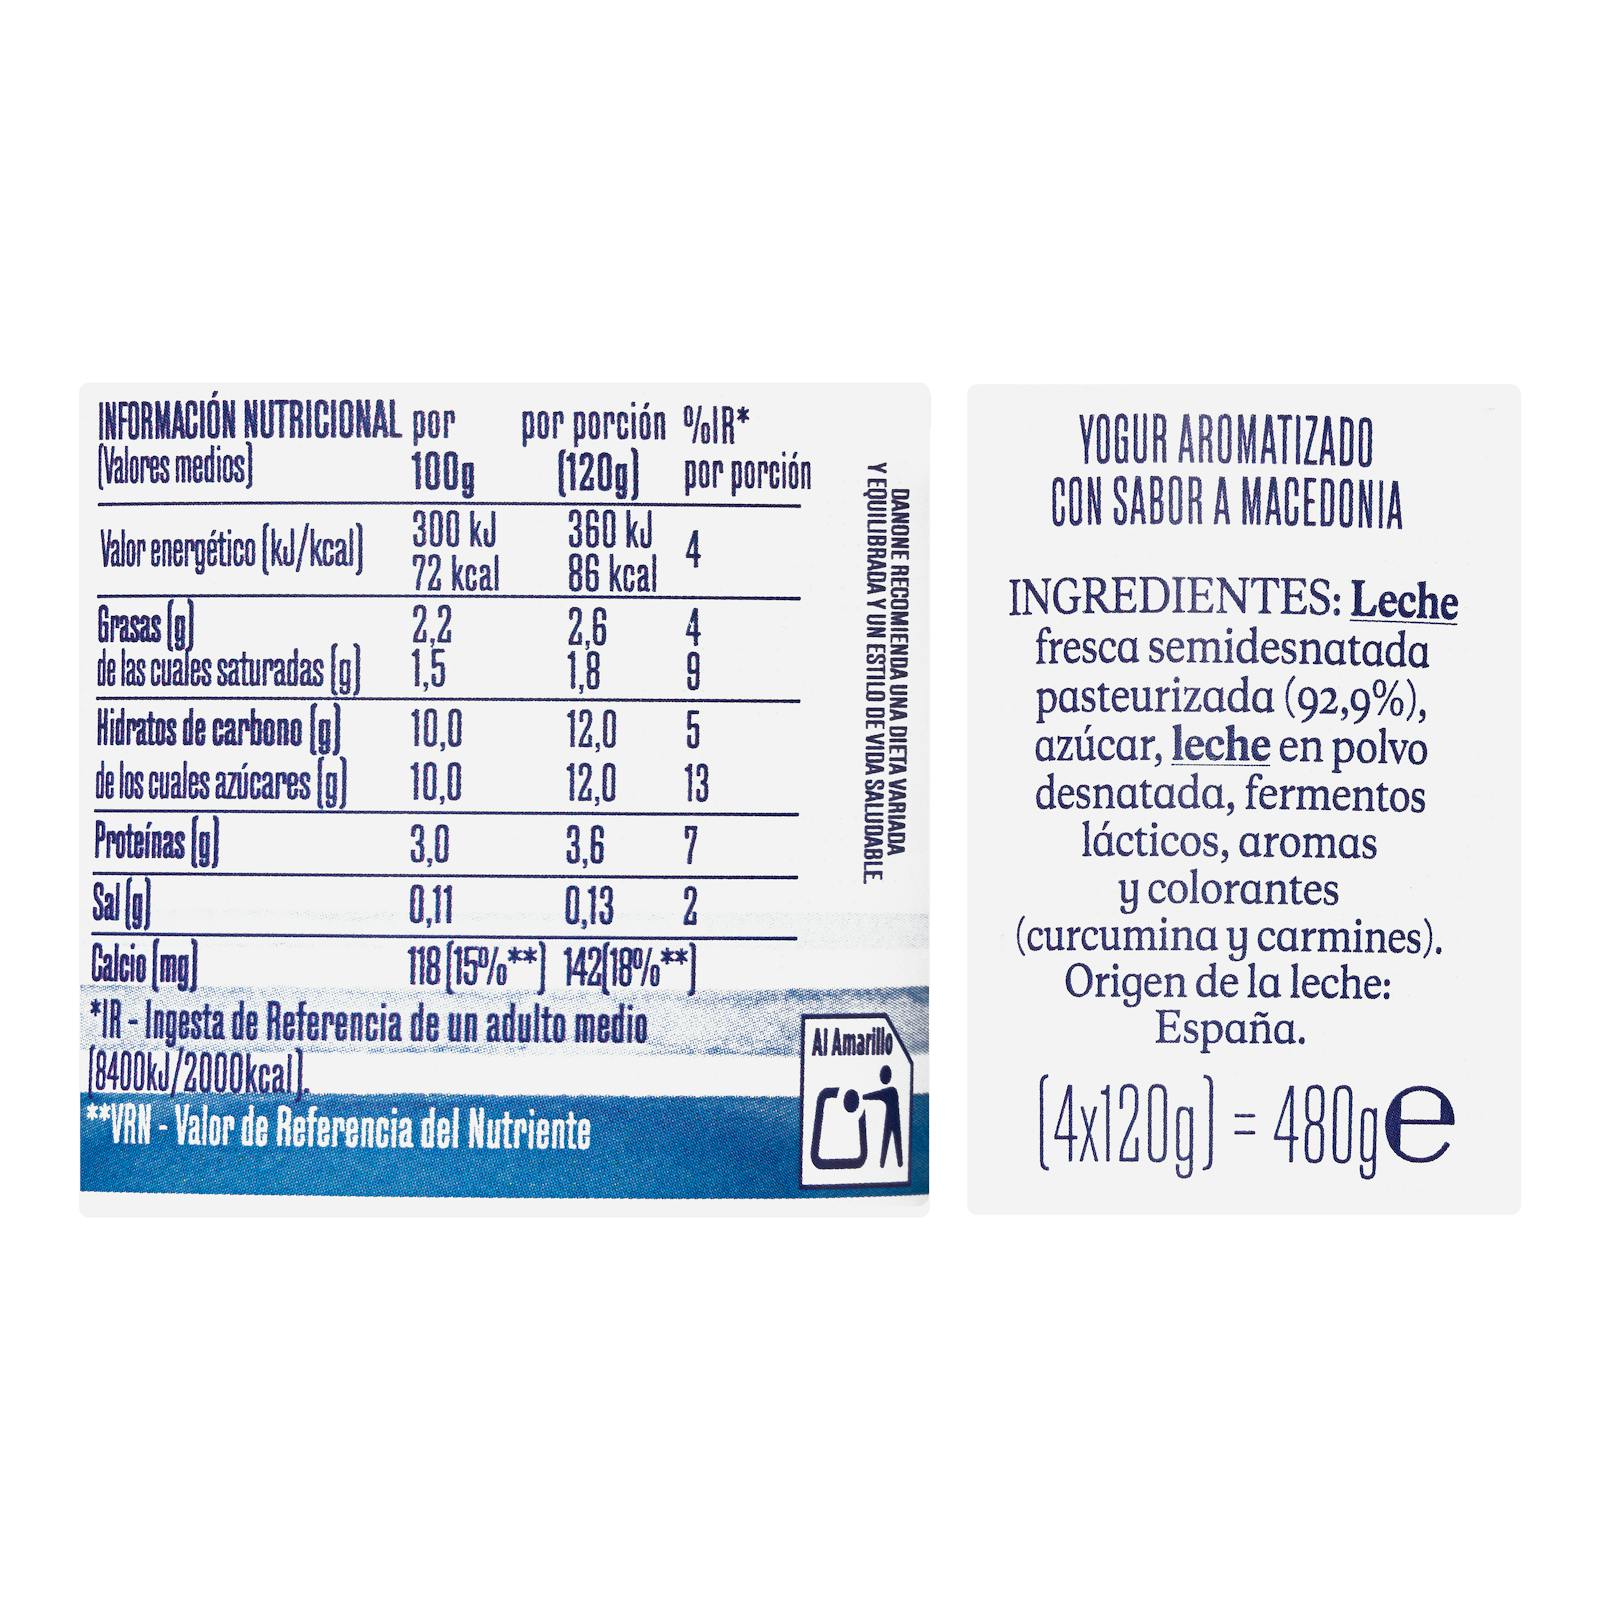 INFORMACIÓN NUTRICIONAL por por porción %IR*
(Valores medios) 100g (120g) por porción
Valor energético (kJ/kcal) 300 kJ 360 kJ 4
72 kcal 86 kcal
Grasas (g) 2,2 2,6 4
de las cuales saturadas (g) 1,5 1,8 9
Hidratos de carbono (g) 10,0 12,0 5
de los cuales azúcares (g) 10,0 12,0 13
Proteínas (g) 3,0 3,6 7
Sal (g) 0,11 0,13 2
Calcio (mg) 118 (15%**) 142(18%**)
*IR - Ingesta de Referencia de un adulto medio
(8400kJ/2000kcal).
**VRN - Valor de Referencia del Nutriente
DANONE RECOMIENDA UNA DIETA VARIADA
Y EQUILIBRADA Y UN ESTILO DE VIDA SALUDABLE.
Al Amarillo
YOGUR AROMATIZADO
CON SABOR A MACEDONIA
INGREDIENTES: Leche
fresca semidesnatada
pasteurizada (92,9%),
azúcar, leche en polvo
desnatada, fermentos
lácticos, aromas
y colorantes
(curcumina y carmines).
Origen de la leche:
España.
(4x120g) = 480g e